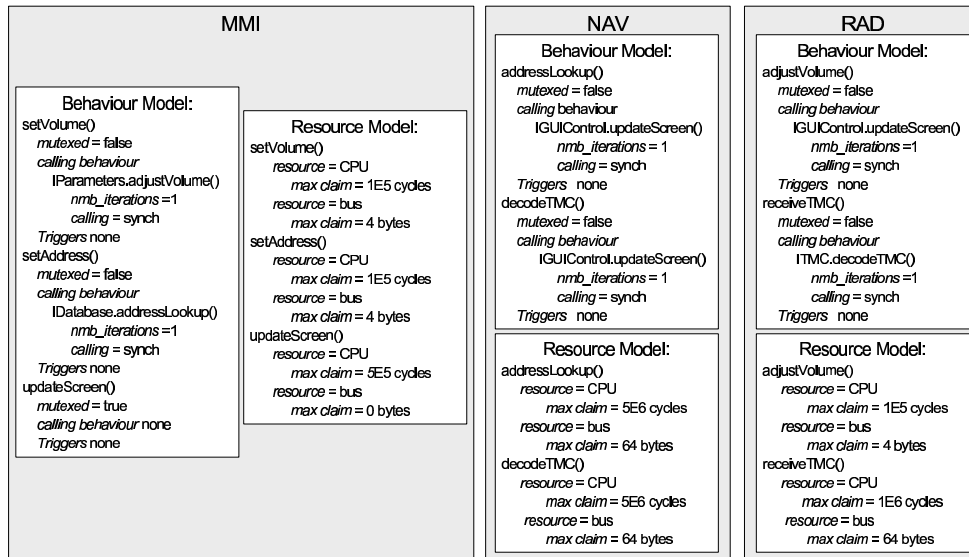 MMI
Behaviour Model:
setVolume()
mutexed = false
calling behaviour
IParameters.adjustVolume()
nmb_iterations =1
calling = synch
Triggers none
setAddress()
mutexed = false
calling behaviour
IDatabase.addressLookup()
nmb_iterations =1
calling = synch
Triggers none
updateScreen()
mutexed = true
calling behaviour none
Triggers none
Resource Model:
setVolume()
resource = CPU
max claim = 1E5 cycles
resource = bus
max claim = 4 bytes
setAddress()
resource = CPU
max claim = 1E5 cycles
resource = bus
max claim = 4 bytes
updateScreen()
resource = CPU
max claim = 5E5 cycles
resource = bus
max claim = 0 bytes
NAV
Behaviour Model:
addressLookup()
mutexed = false
calling behaviour
IGUIControl.updateScreen()
nmb_iterations = 1
calling = synch
Triggers none
decodeTMC()
mutexed = false
calling behaviour
IGUIControl.updateScreen()
nmb_iterations = 1
calling = synch
Triggers none
Resource Model:
addressLookup()
resource = CPU
max claim = 5E6 cycles
resource = bus
max claim = 64 bytes
decodeTMC()
resource = CPU
max claim = 5E6 cycles
resource = bus
max claim = 64 bytes
RAD
Behaviour Model:
adjustVolume()
mutexed = false
calling behaviour
IGUIControl.updateScreen()
nmb_iterations =1
calling = synch
Triggers none
receiveTMC()
mutexed = false
calling behaviour
ITMC.decodeTMC()
nmb_iterations =1
calling = synch
Triggers none
Resource Model:
adjustVolume()
resource = CPU
max claim = 1E5 cycles
resource = bus
max claim = 4 bytes
receiveTMC()
resource = CPU
max claim = 1E6 cycles
resource = bus
max claim = 64 bytes